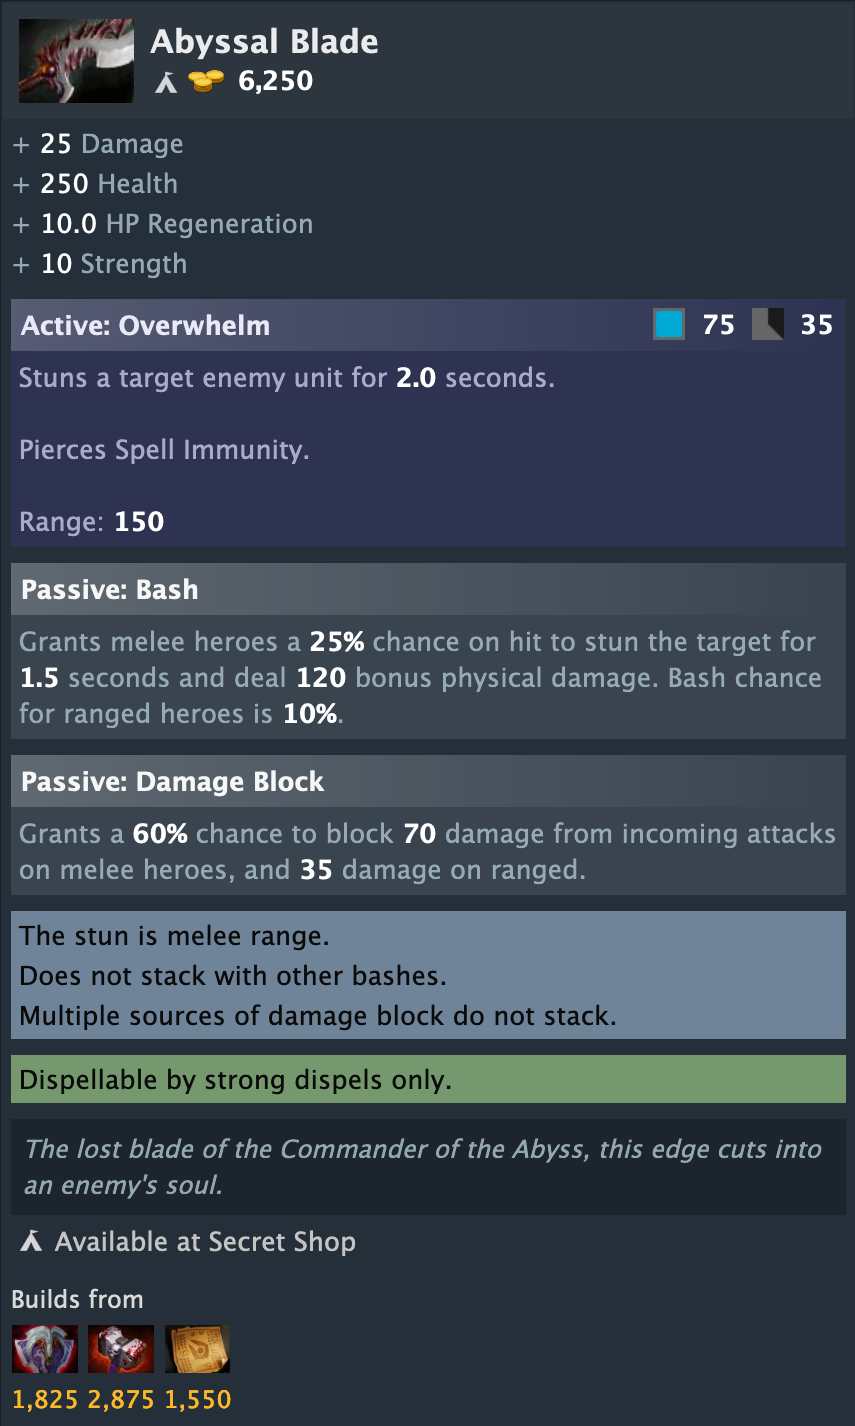 Abyssal Blade
6,250
+ 25 Damage
+ 250 Health
+ 10.0 HP Regeneration
+ 10 Strength
Active: Overwhelm 75 35
Stuns a target enemy unit for 2.0 seconds.
Pierces Spell Immunity.
Range: 150
Passive: Bash
Grants melee heroes a 25% chance on hit to stun the target for
1.5 seconds and deal 120 bonus physical damage. Bash chance
for ranged heroes is 10%.
Passive: Damage Block
Grants a 60% chance to block 70 damage from incoming attacks
on melee heroes, and 35 damage on ranged.
The stun is melee range.
Does not stack with other bashes.
Multiple sources of damage block do not stack.
Dispellable by strong dispels only.
The lost blade of the Commander of the Abyss, this edge cuts into
an enemy's soul.
Available at Secret Shop
Builds from
1,825 2,875 1,550